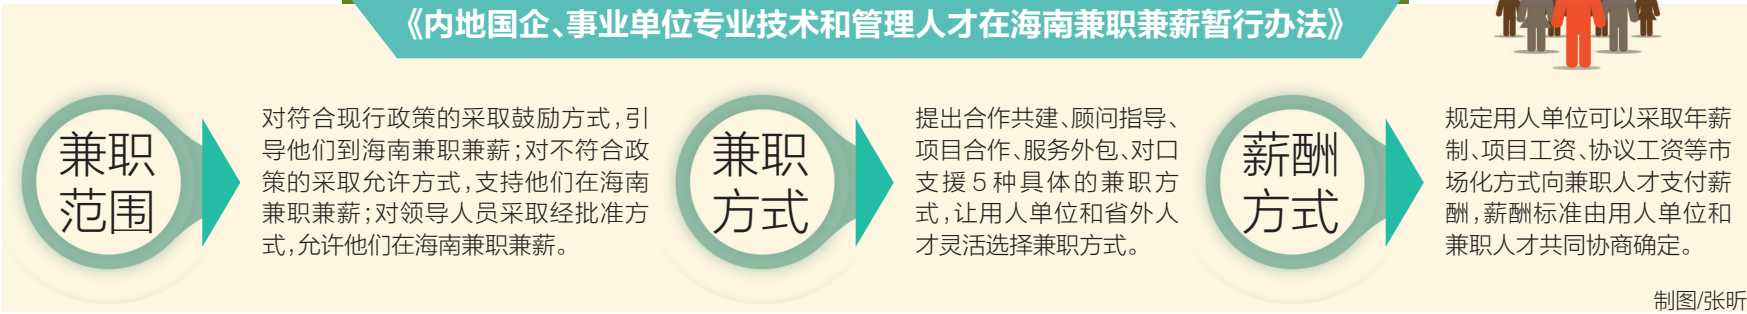 《内地国企、事业单位专业技术和管理人才在海南兼职兼薪暂行办法》
兼职
范围
对符合现行政策的采取鼓励方式,引
导他们到海南兼职兼薪;对不符合政
策的采取允许方式,支持他们在海南
兼职兼薪;对领导人员采取经批准方
式,允许他们在海南兼职兼薪。
兼职
方式
提出合作共建、顾问指导、
项目合作、服务外包、对口
支援5种具体的兼职方
式,让用人单位和省外人
才灵活选择兼职方式。
薪酬
方式
规定用人单位可以采取年薪
制、项目工资、协议工资等市
场化方式向兼职人才支付薪
酬,薪酬标准由用人单位和
兼职人才共同协商确定。
制图/张昕